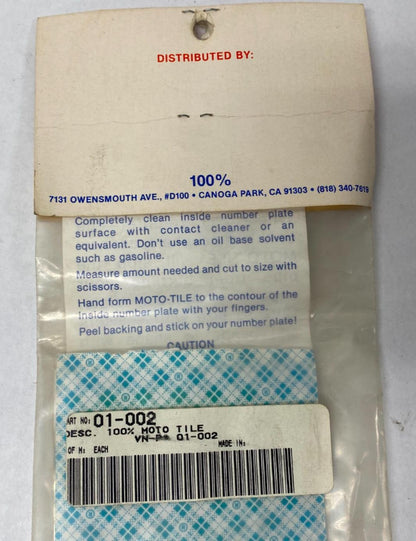 DISTRIBUTED BY:
100%
7131 OWENSMOUTH AVE., #D100 • CANOGA PARK, CA 91303 • (818) 340-7619
Completely clean inside number plate
surface with contact cleaner or an
equivalent. Don't use an oil base solvent
such as gasoline.
Measure amount needed and cut to size with
scissors.
Hand form MOTO-TILE to the contour of the
inside number plate with your fingers.
Peel backing and stick on your number plate!
CAUTION
ART NO: 01-002
DESC. 100% MOTO TILE
VN-P# 01-002
OF M: EACH MADE IN: